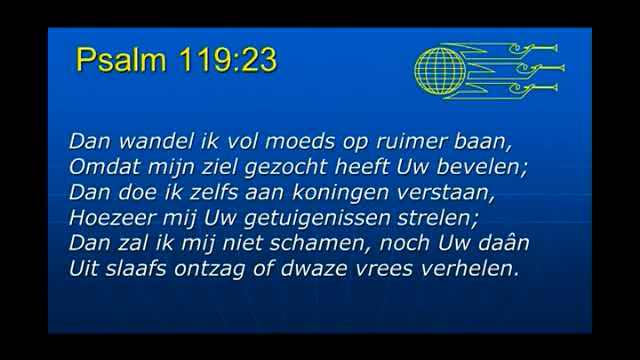 Psalm 119:23
Dan wandel ik vol moeds op ruimer baan,
Omdat mijn ziel gezocht heeft Uw bevelen;
Dan doe ik zelfs aan koningen verstaan,
Hoezeer mij Uw getuigenissen strelen;
Dan zal ik mij niet schamen, noch Uw daân
Uit slaafs ontzag of dwaze vrees verhelen.